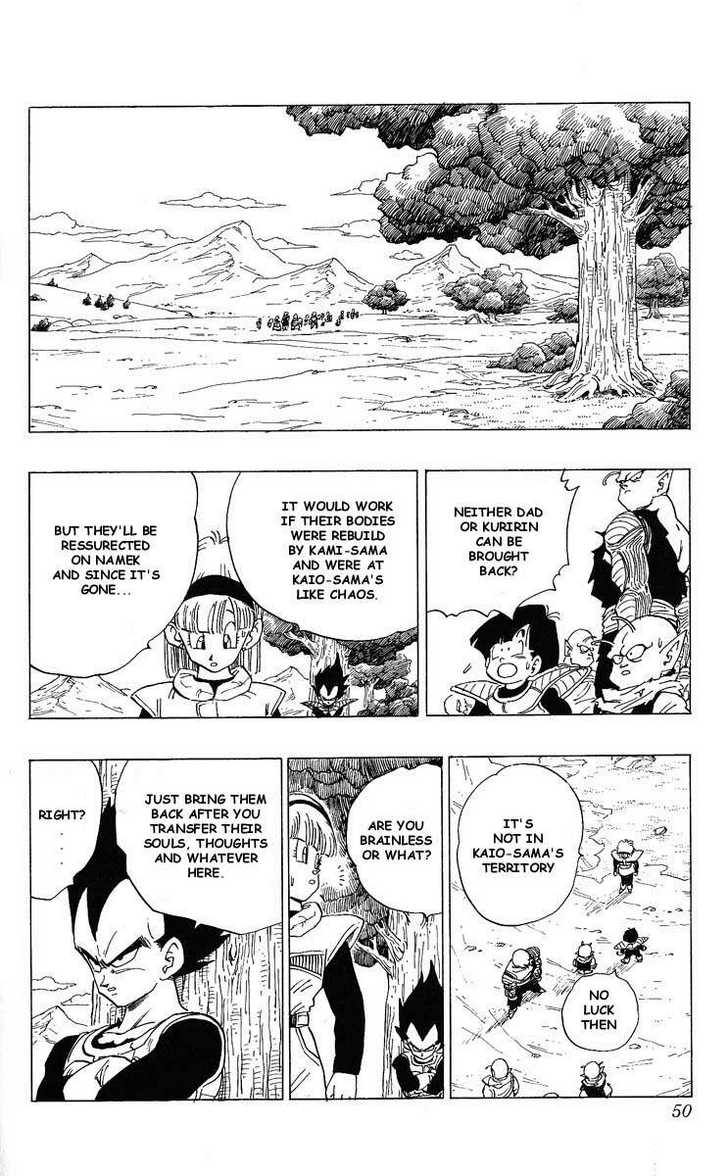 NEITHER DAD
OR KURIRIN
CAN BE
BROUGHT
BACK?
IT WOULD WORK
IF THEIR BODIES
WERE REBUILD
BY KAMI-SAMA
AND WERE AT
KAIO-SAMA'S
LIKE CHAOS.
BUT THEY'LL BE
RESSURECTED
ON NAMEK
AND SINCE IT'S
GONE...
IT'S
NOT IN
KAIO-SAMA'S
TERRITORY
NO
LUCK
THEN
ARE YOU
BRAINLESS
OR WHAT?
JUST BRING THEM
BACK AFTER YOU
TRANSFER THEIR
SOULS, THOUGHTS
AND WHATEVER
HERE.
RIGHT?
50